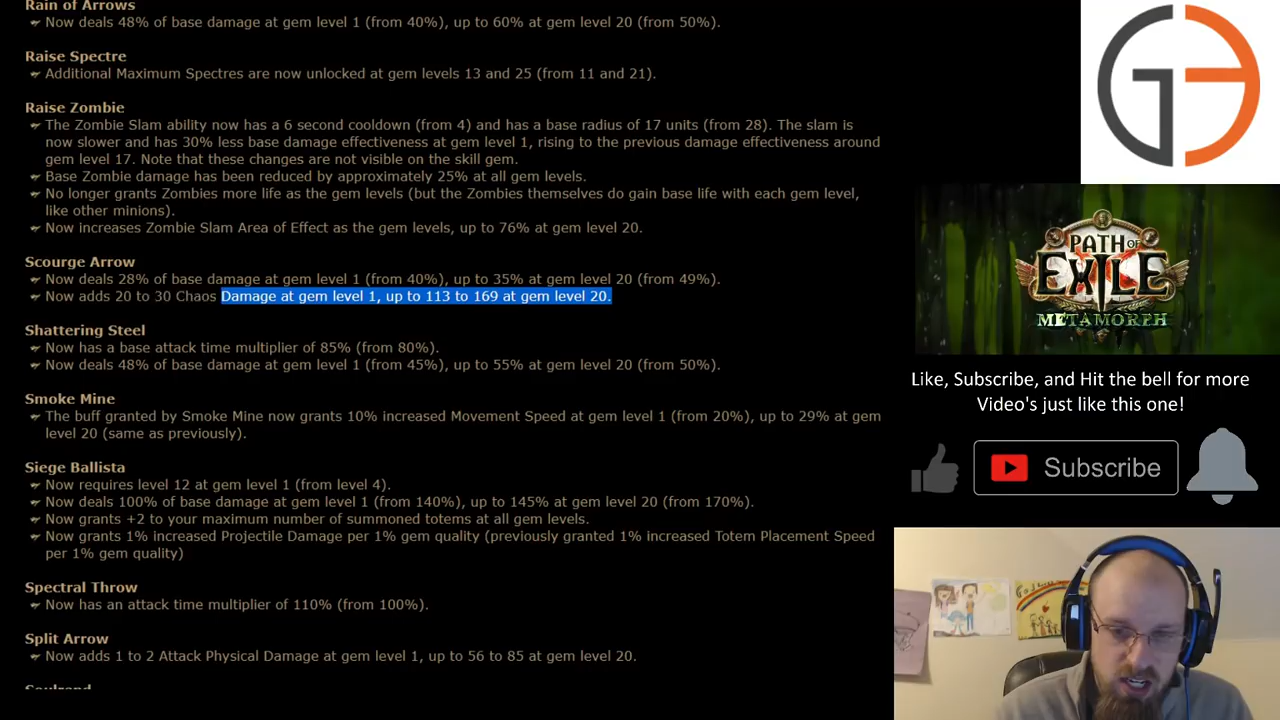 Rain of Arrows
Now deals 48% of base damage at gem level 1 (from 40%), up to 60% at gem level 20 (from 50%).
Raise Spectre
Additional Maximum Spectres are now unlocked at gem levels 13 and 25 (from 11 and 21).
Raise Zombie
The Zombie Slam ability now has a 6 second cooldown (from 4) and has a base radius of 17 units (from 28). The slam is
now slower and has 30% less base damage effectiveness at gem level 1, rising to the previous damage effectiveness around
gem level 17. Note that these changes are not visible on the skill gem.
Base Zombie damage has been reduced by approximately 25% at all gem levels.
No longer grants Zombies more life as the gem levels (but the Zombies themselves do gain base life with each gem level,
like other minions).
Now increases Zombie Slam Area of Effect as the gem levels, up to 76% at gem level 20.
Scourge Arrow
Now deals 28% of base damage at gem level 1 (from 40%), up to 35% at gem level 20 (from 49%).
Now adds 20 to 30 Chaos Damage at gem level 1, up to 113 to 169 at gem level 20.
Shattering Steel
Now has a base attack time multiplier of 85% (from 80%).
Now deals 48% of base damage at gem level 1 (from 45%), up to 55% at gem level 20 (from 50%).
Smoke Mine
The buff granted by Smoke Mine now grants 10% increased Movement Speed at gem level 1 (from 20%), up to 29% at gem
level 20 (same as previously).
Siege Ballista
Now requires level 12 at gem level 1 (from level 4).
Now deals 100% of base damage at gem level 1 (from 140%), up to 145% at gem level 20 (from 170%).
Now grants +2 to your maximum number of summoned totems at all gem levels.
Now grants 1% increased Projectile Damage per 1% gem quality (previously granted 1% increased Totem Placement Speed
per 1% gem quality)
Spectral Throw
Now has an attack time multiplier of 110% (from 100%).
Split Arrow
Now adds 1 to 2 Attack Physical Damage at gem level 1, up to 56 to 85 at gem level 20.
Soulrend
PATH OF
EXILE
METAMORPH
Like, Subscribe, and Hit the bell for more
Video's just like this one!
Subscribe